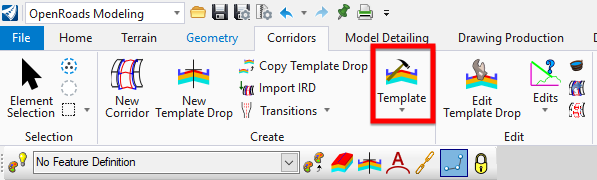 OpenRoads Modeling
File Home Terrain Geometry Corridors Model Detailing Drawing Production
Element Selection
New Corridor
New Template Drop
Copy Template Drop
Import IRD
Transitions
Template
Edit Template Drop
Edits
Selection Create Edit
No Feature Definition